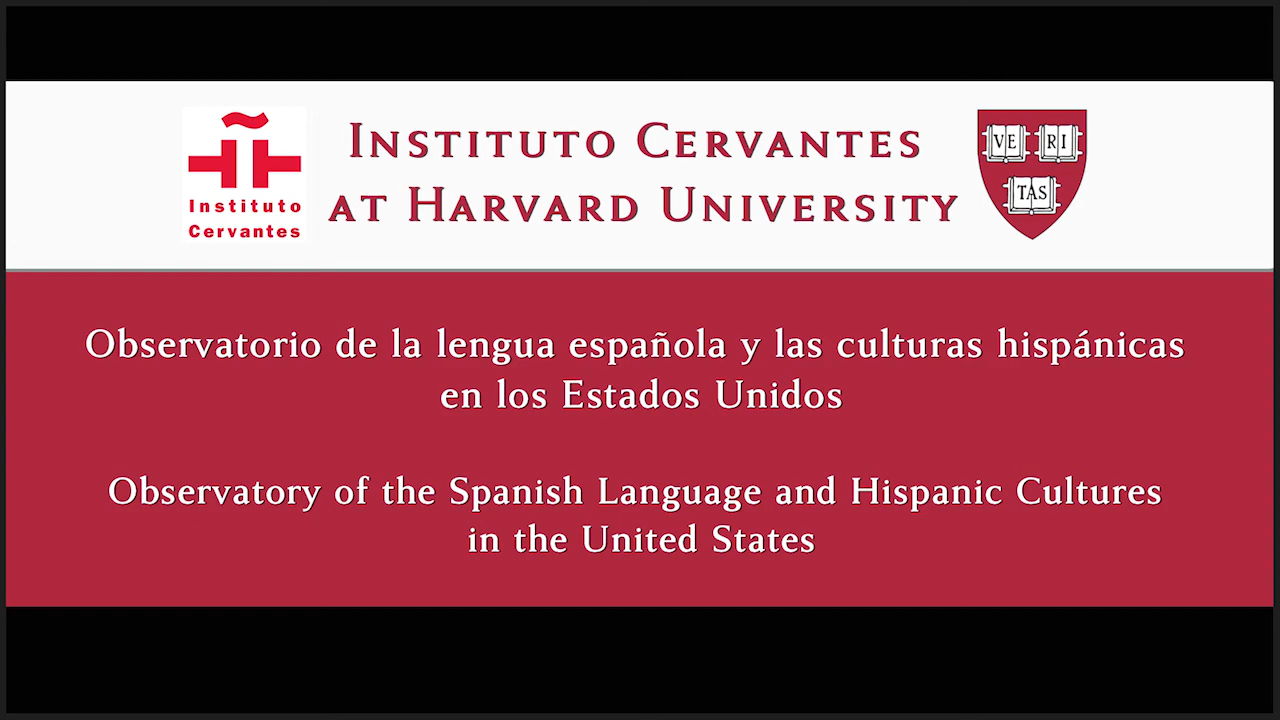 Instituto
Cervantes
INSTITUTO CERVANTES
AT HARVARD UNIVERSITY
VE RI
TAS
Observatorio de la lengua española y las culturas hispánicas
en los Estados Unidos
Observatory of the Spanish Language and Hispanic Cultures
in the United States